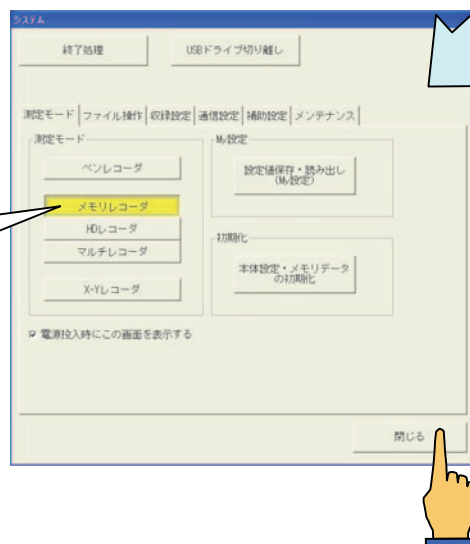 システム
終了処理
USBドライブ切り離し
測定モード
ファイル操作
収録設定
通信設定
補助設定
メンテナンス
測定モード
ペンレコーダ
メモリレコーダ
HDレコーダ
マルチレコーダ
X-Yレコーダ
My設定
設定値保存・読み出し
(My設定)
初期化
本体設定・メモリデータ
の初期化
電源投入時にこの画面を表示する
閉じる